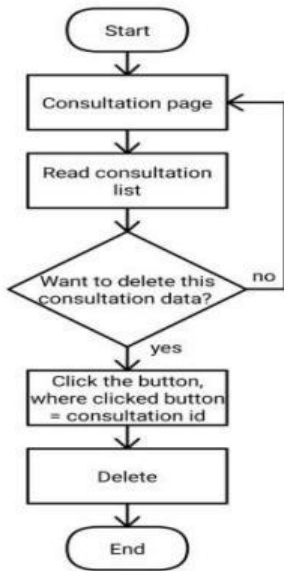 Start
Consultation page
Read consultation
list
Want to delete this
consultation data?
no
yes
Click the button,
where clicked button
= consultation id
Delete
End